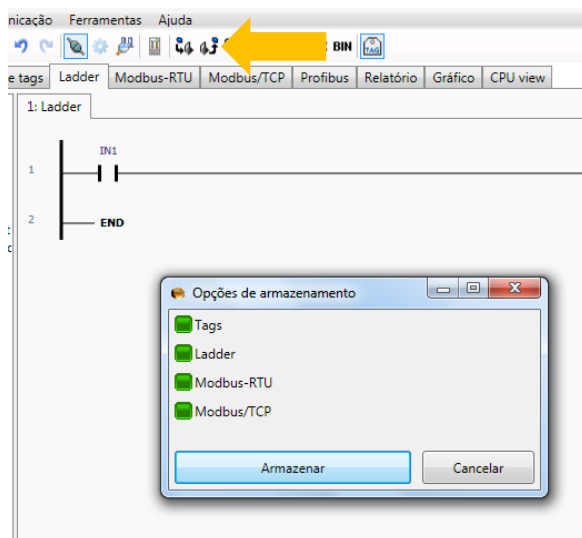 nicação Ferramentas Ajuda
BIN TAG
e tags Ladder Modbus-RTU Modbus/TCP Profibus Relatório Gráfico CPU view
1: Ladder
IN1
1
2 END
Opções de armazenamento
Tags
Ladder
Modbus-RTU
Modbus/TCP
Armazenar Cancelar